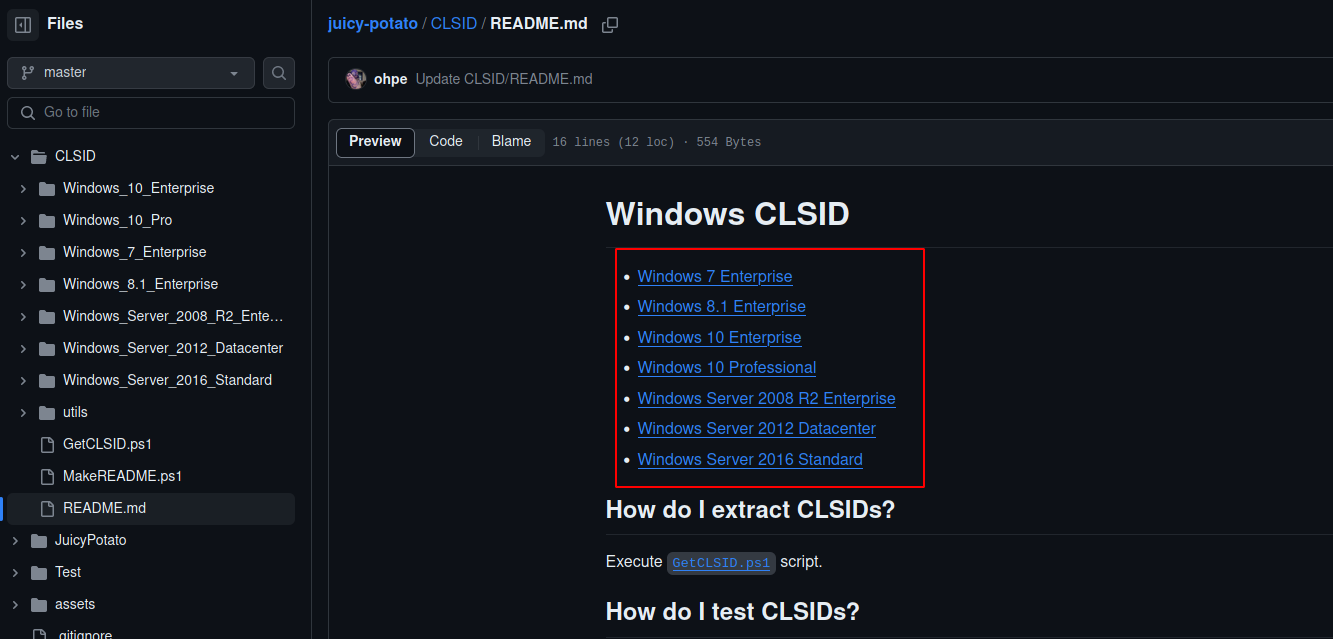 Files
master
Go to file
CLSID
Windows_10_Enterprise
Windows_10_Pro
Windows_7_Enterprise
Windows_8.1_Enterprise
Windows_Server_2008_R2_Ente...
Windows_Server_2012_Datacenter
Windows_Server_2016_Standard
utils
GetCLSID.ps1
MakeREADME.ps1
README.md
JuicyPotato
Test
assets
.gitignore
juicy-potato / CLSID / README.md
ohpe Update CLSID/README.md
Preview Code Blame 16 lines (12 loc) · 554 Bytes
Windows CLSID
• Windows 7 Enterprise
• Windows 8.1 Enterprise
• Windows 10 Enterprise
• Windows 10 Professional
• Windows Server 2008 R2 Enterprise
• Windows Server 2012 Datacenter
• Windows Server 2016 Standard
How do I extract CLSIDs?
Execute GetCLSID.ps1 script.
How do I test CLSIDs?